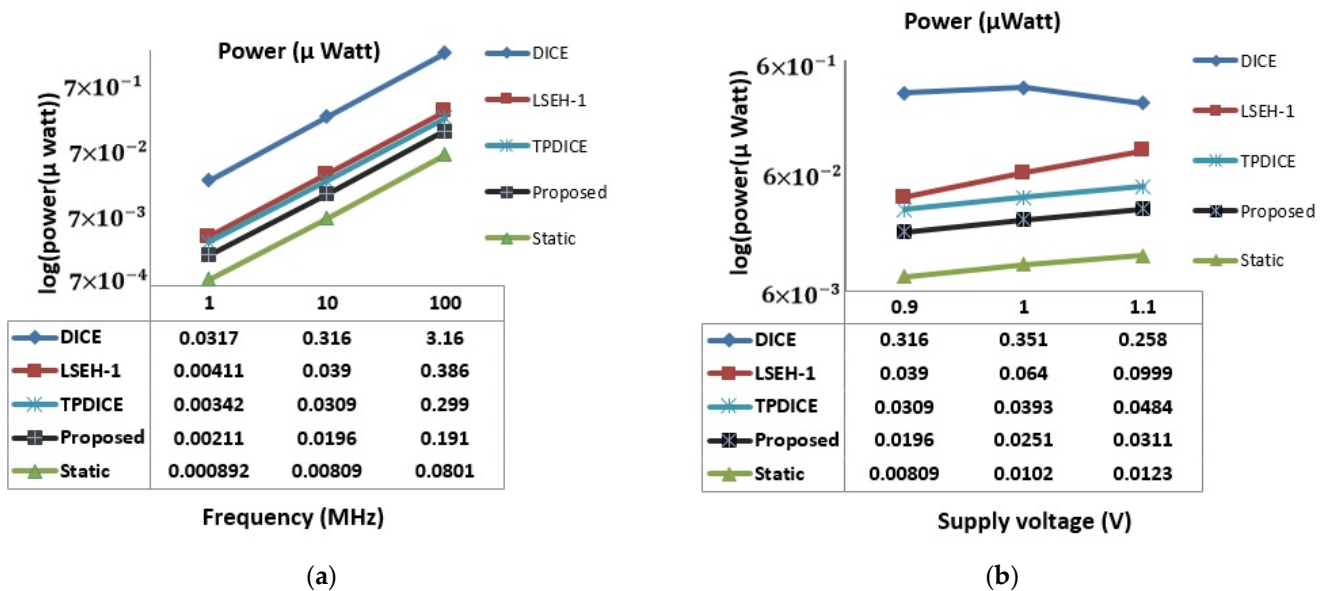 Power (μ Watt)
log(power(μ watt))
7×10⁻¹
7×10⁻²
7×10⁻³
7×10⁻⁴
DICE
LSEH-1
TPDICE
Proposed
Static
1 10 100
DICE 0.0317 0.316 3.16
LSEH-1 0.00411 0.039 0.386
TPDICE 0.00342 0.0309 0.299
Proposed 0.00211 0.0196 0.191
Static 0.000892 0.00809 0.0801
Frequency (MHz)
(a)
Power (μWatt)
log(power(μ Watt))
6×10⁻¹
6×10⁻²
6×10⁻³
DICE
LSEH-1
TPDICE
Proposed
Static
0.9 1 1.1
DICE 0.316 0.351 0.258
LSEH-1 0.039 0.064 0.0999
TPDICE 0.0309 0.0393 0.0484
Proposed 0.0196 0.0251 0.0311
Static 0.00809 0.0102 0.0123
Supply voltage (V)
(b)